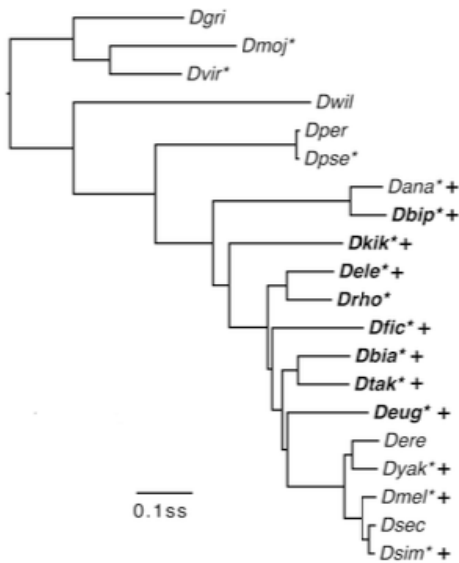 Dgri
Dmoj*
Dvir*
Dwil
Dper
Dpse*
Dana* +
Dbip* +
Dkik* +
Dele* +
Drho*
Dfic* +
Dbia* +
Dtak* +
Deug* +
Dere
Dyak* +
Dmel* +
Dsec
Dsim* +
0.1ss